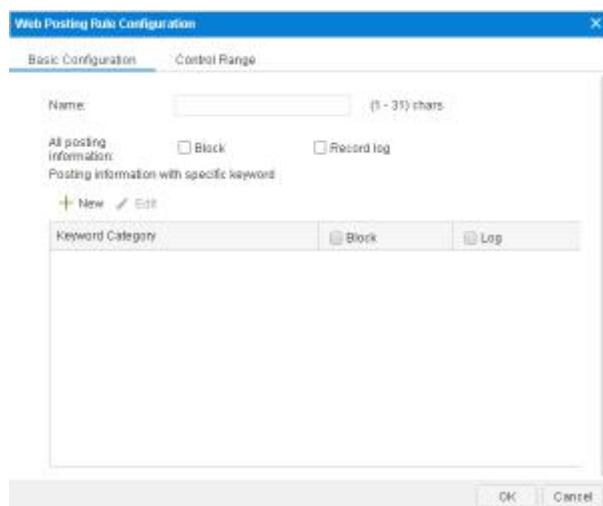 Web Posting Rule Configuration
Basic Configuration Control Range
Name: (1 - 31) chars
All posting information: Block Record log
Posting information with specific keyword
New Edit
Keyword Category Block Log
OK Cancel